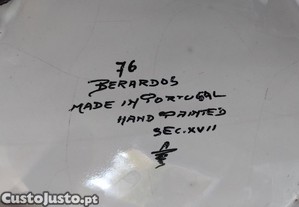 76
BERARDOS
MADE IN PORTUGAL
HAND PAINTED
SEC. XVII
CustoJusto.pt